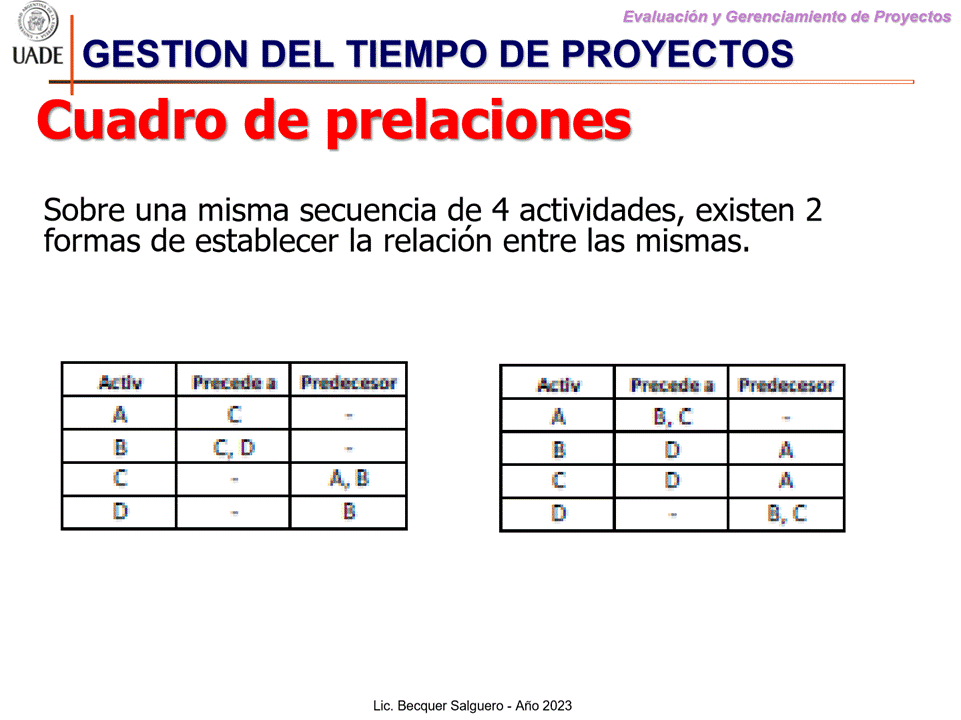 Evaluación y Gerenciamiento de Proyectos
UADE
GESTION DEL TIEMPO DE PROYECTOS
Cuadro de prelaciones
Sobre una misma secuencia de 4 actividades, existen 2
formas de establecer la relación entre las mismas.
Activ Precede a Predecesor
A C -
B C, D -
C - A, B
D - B
Activ Precede a Predecesor
A B, C -
B D A
C D A
D - B, C
Lic. Becquer Salguero - Año 2023